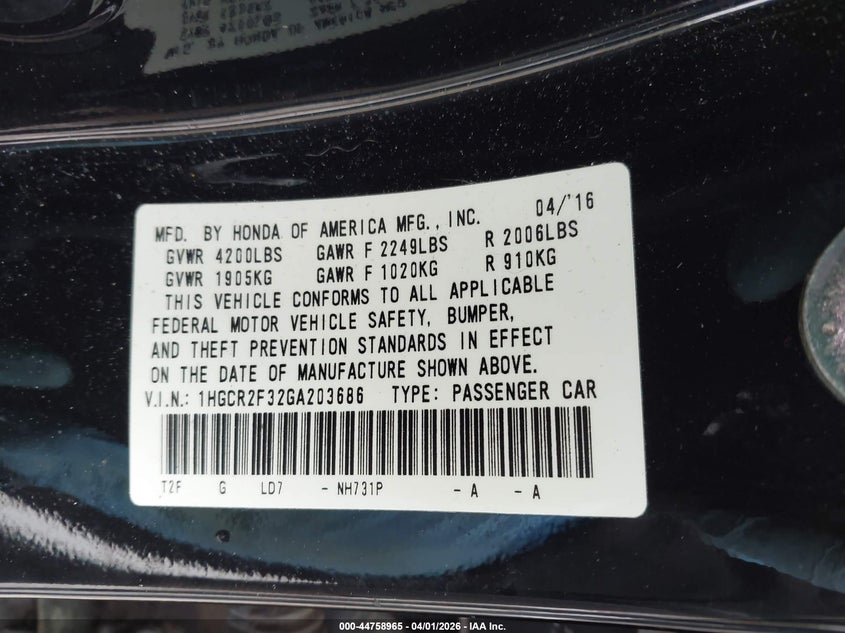 MFD. BY HONDA OF AMERICA MFG., INC. 04/'16
GVWR 4200LBS GAWR F 2249LBS R 2006LBS
GVWR 1905KG GAWR F 1020KG R 910KG
THIS VEHICLE CONFORMS TO ALL APPLICABLE
FEDERAL MOTOR VEHICLE SAFETY, BUMPER,
AND THEFT PREVENTION STANDARDS IN EFFECT
ON THE DATE OF MANUFACTURE SHOWN ABOVE.
V.I.N.: 1HGCR2F32GA203686 TYPE: PASSENGER CAR
T2F G LD7 - NH731P - A - A
000-44758965 - 04/01/2026 - IAA Inc.